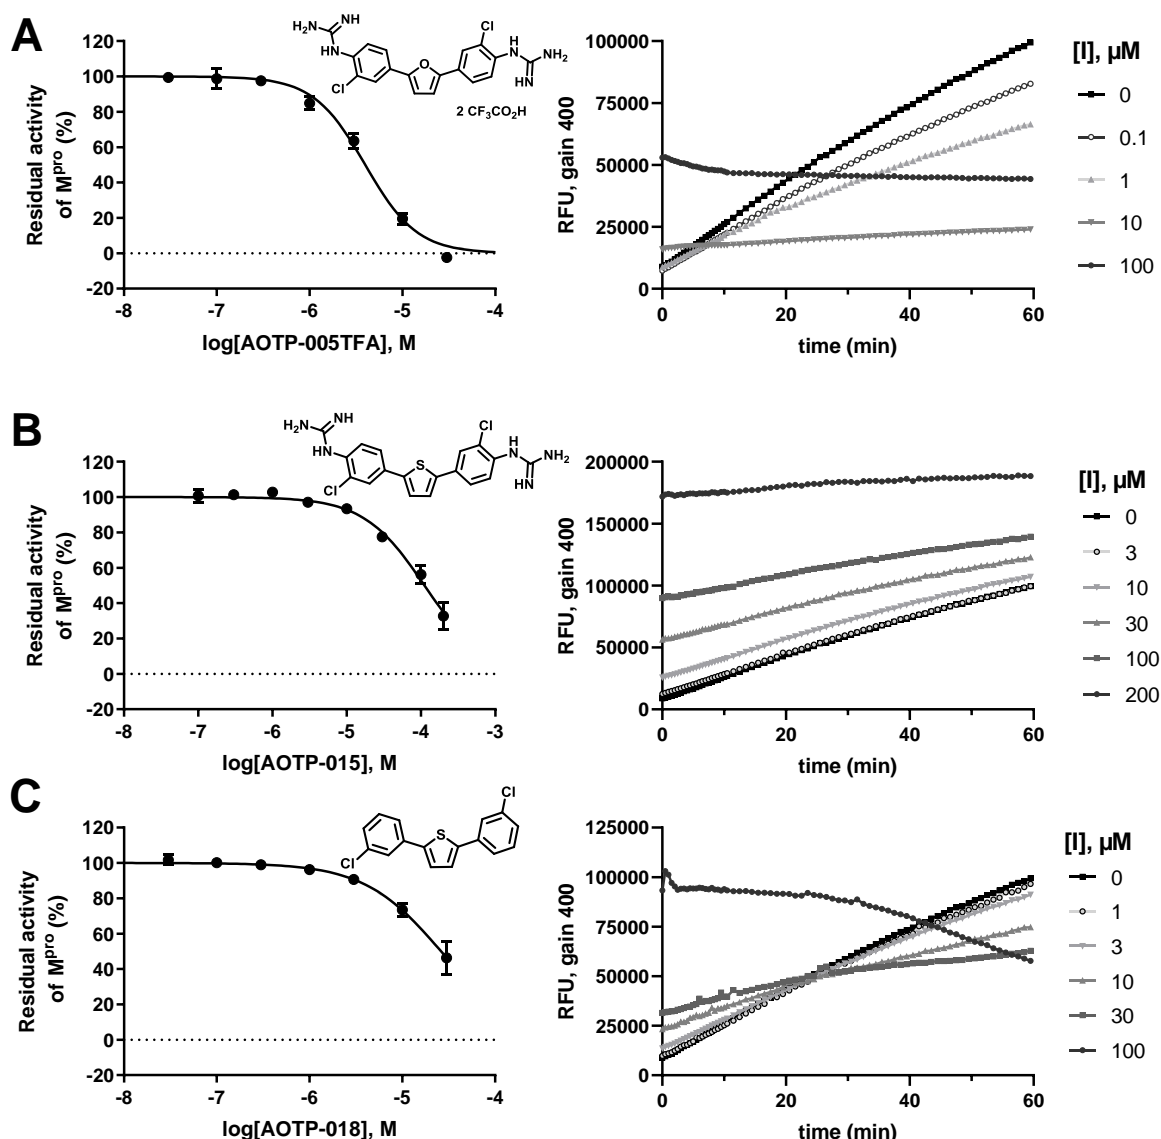 A
120
100
80
60
40
20
0
-20
-8
-7
-6
-5
-4
Residual activity
of Mpro (%)
log[AOTP-005TFA], M
H2N
NH
HN
Cl
O
Cl
H
N
NH2
NH
2 CF3CO2H
100000
75000
50000
25000
0
0
20
40
60
RFU, gain 400
time (min)
[I], µM
0
0.1
1
10
100
B
120
100
80
60
40
20
0
-20
-8
-7
-6
-5
-4
-3
Residual activity
of Mpro (%)
log[AOTP-015], M
H2N
NH
HN
Cl
S
Cl
H
N
NH2
NH
200000
150000
100000
50000
0
0
20
40
60
RFU, gain 400
time (min)
[I], µM
0
3
10
30
100
200
C
120
100
80
60
40
20
0
-20
-8
-7
-6
-5
-4
Residual activity
of Mpro (%)
log[AOTP-018], M
Cl
S
Cl
125000
100000
75000
50000
25000
0
0
20
40
60
RFU, gain 400
time (min)
[I], µM
0
1
3
10
30
100